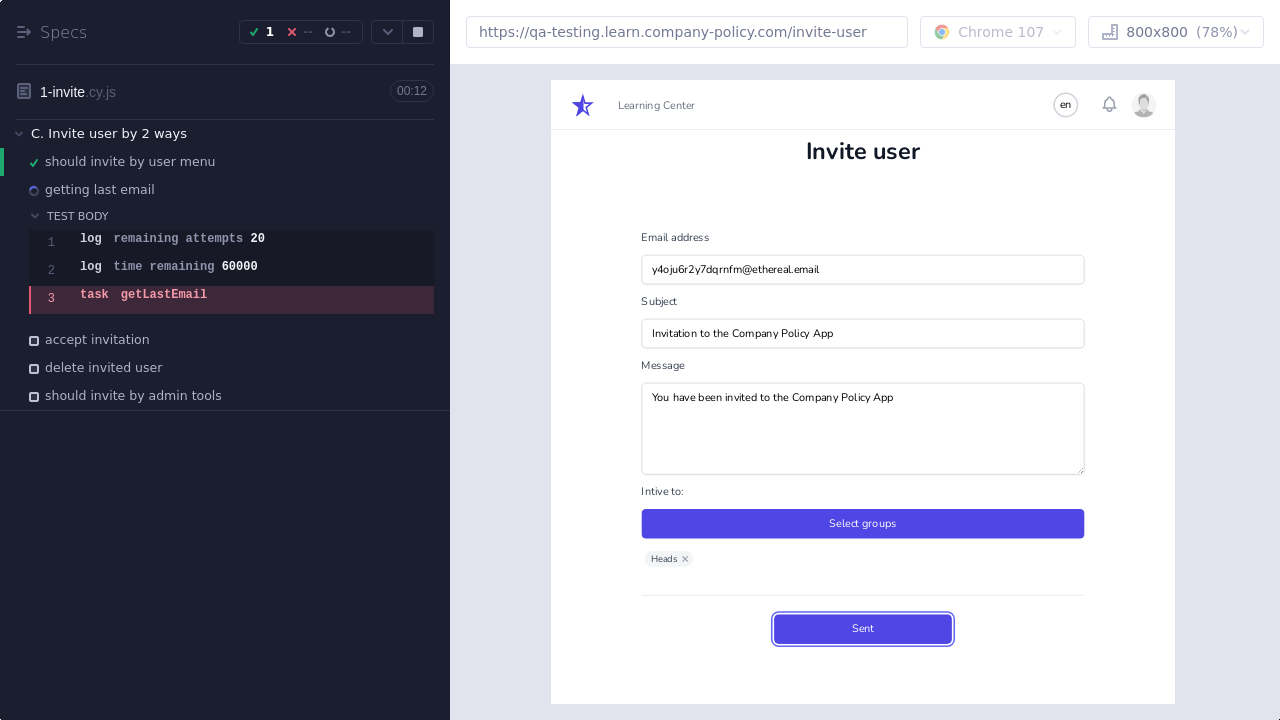 Specs
1
--
--
1-invite.cy.js
00:12
C. Invite user by 2 ways
should invite by user menu
getting last email
TEST BODY
1 log remaining attempts 20
2 log time remaining 60000
3 task getLastEmail
accept invitation
delete invited user
should invite by admin tools
https://qa-testing.learn.company-policy.com/invite-user
Chrome 107
800x800 (78%)
Learning Center
en
Invite user
Email address
y4oju6r2y7dqrnfm@ethereal.email
Subject
Invitation to the Company Policy App
Message
You have been invited to the Company Policy App
Intive to:
Select groups
Heads
Sent